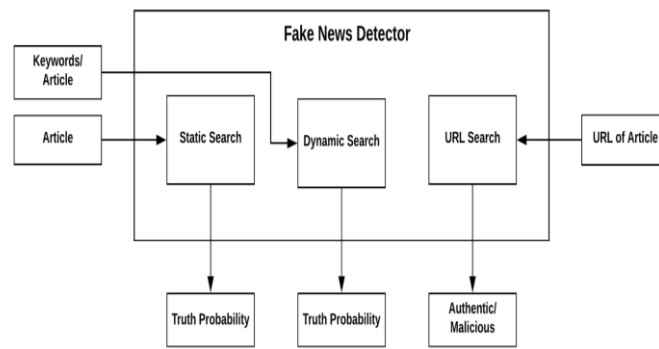 Fake News Detector
Keywords/
Article
Article
Static Search
Dynamic Search
URL Search
URL of Article
Truth Probability
Truth Probability
Authentic/
Malicious